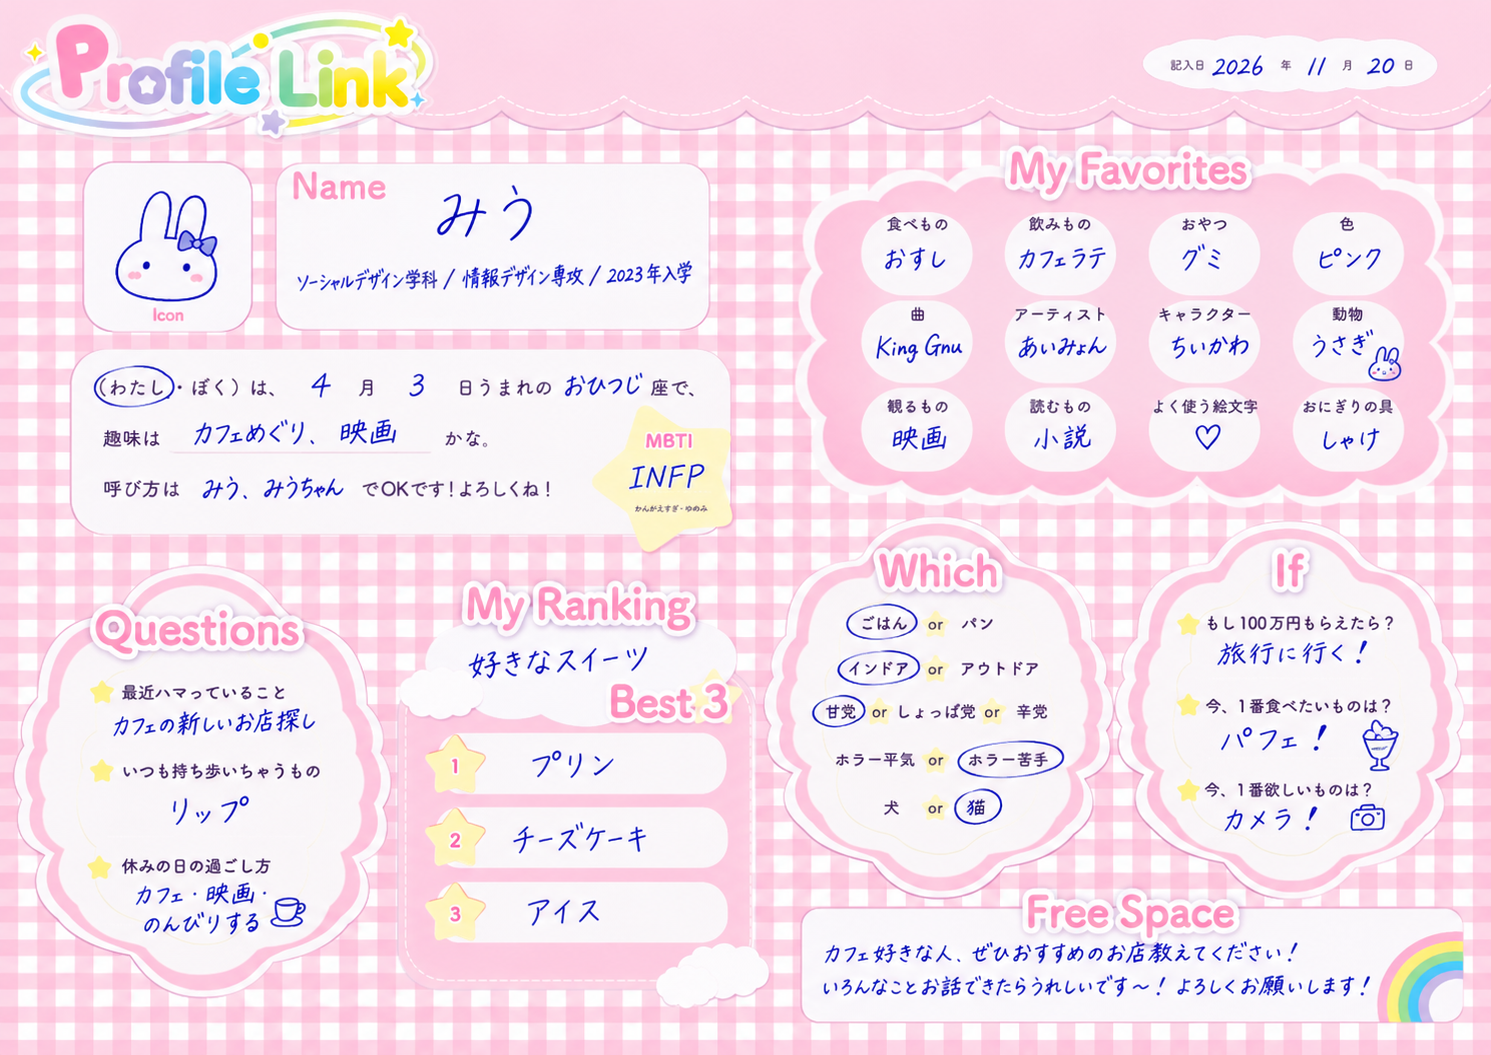 Profile Link
記入日 2026 年 11 月 20 日
Icon
Name
みう
ソーシャルデザイン学科 / 情報デザイン専攻 / 2023年入学
(わたし・ぼく) は、 4 月 3 日うまれの おひつじ 座で、
趣味は カフェめぐり、映画 かな。
呼び方は みう、みうちゃん でOKです！よろしくね！
MBTI
INFP
かんがえすぎ・ゆめみ
My Favorites
食べもの
おすし
飲みもの
カフェラテ
おやつ
グミ
色
ピンク
曲
King Gnu
アーティスト
あいみょん
キャラクター
ちいかわ
動物
うさぎ
観るもの
映画
読むもの
小説
よく使う絵文字
♡
おにぎりの具
しゃけ
Questions
最近ハマっていること
カフェの新しいお店探し
いつも持ち歩いちゃうもの
リップ
休みの日の過ごし方
カフェ・映画・
のんびりする
My Ranking
好きなスイーツ
Best 3
1 プリン
2 チーズケーキ
3 アイス
Which
ごはん or パン
インドア or アウトドア
甘党 or しょっぱ党 or 辛党
ホラー平気 or ホラー苦手
犬 or 猫
If
もし100万円もらえたら？
旅行に行く！
今、1番食べたいものは？
パフェ！
今、1番欲しいものは？
カメラ！
Free Space
カフェ好きな人、ぜひおすすめのお店教えてください！
いろんなことお話できたらうれしいです〜！よろしくお願いします！